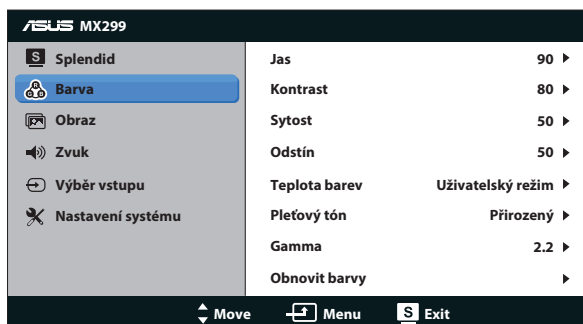 ASUS MX299
S Splendid
Barva
Obraz
Zvuk
Výběr vstupu
Nastavení systému
Jas 90
Kontrast 80
Sytost 50
Odstín 50
Teplota barev Uživatelský režim
Pleťový tón Přirozený
Gamma 2.2
Obnovit barvy
Move Menu S Exit